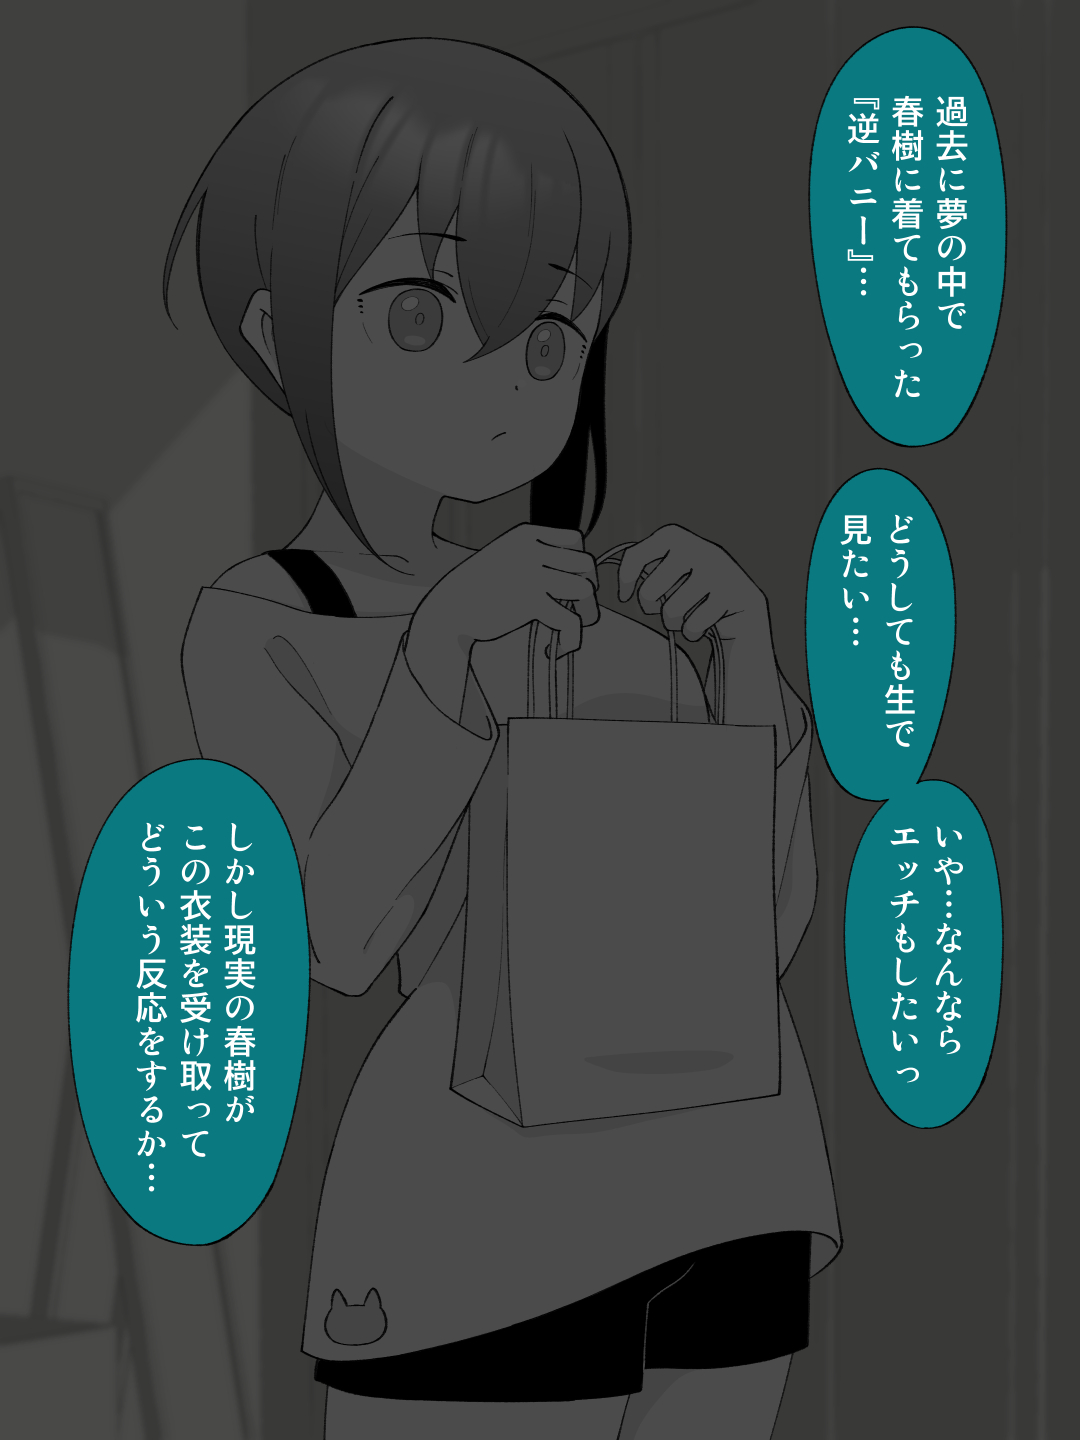 過去に夢の中で
春樹に着てもらった
『逆バニー』…
どうしても生で
見たい…
いや…なんなら
エッチもしたいっ
しかし現実の春樹が
この衣装を受け取って
どういう反応をするか…